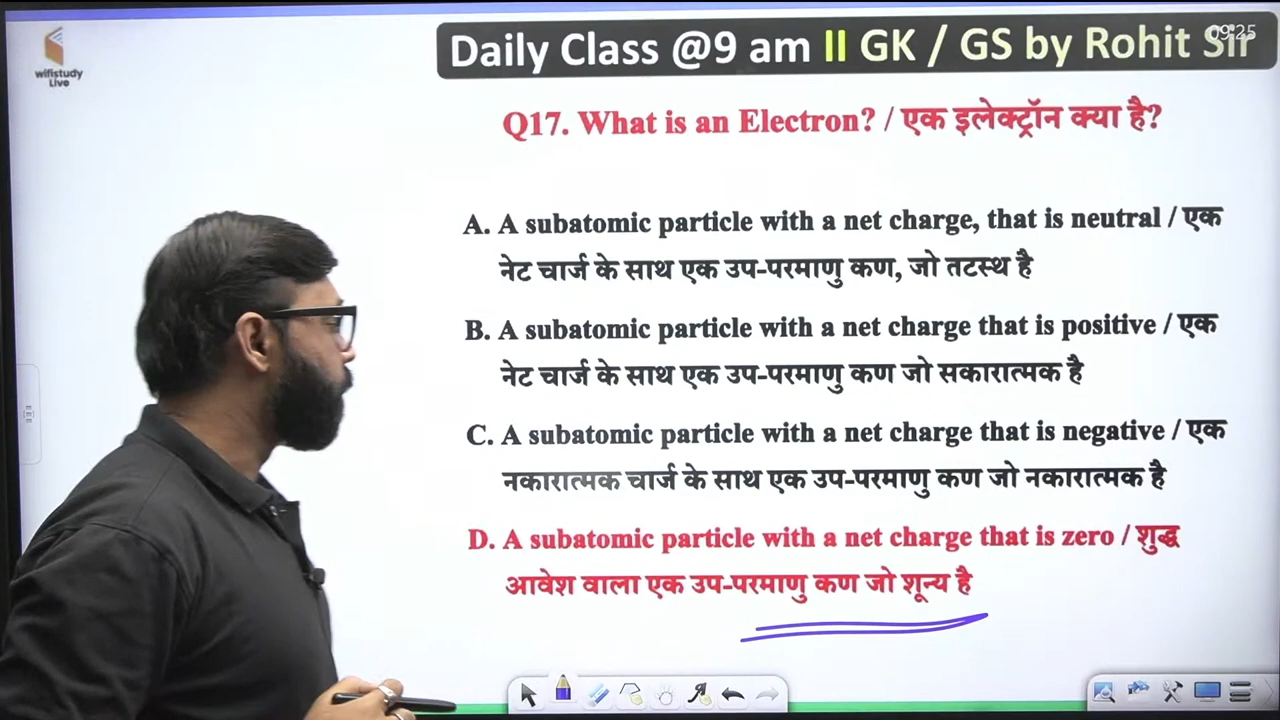 wifistudy
Live
Daily Class @9 am II GK / GS by Rohit Sir
09:25
Q17. What is an Electron? / एक इलेक्ट्रॉन क्या है?
A. A subatomic particle with a net charge, that is neutral / एक
नेट चार्ज के साथ एक उप-परमाणु कण, जो तटस्थ है
B. A subatomic particle with a net charge that is positive / एक
नेट चार्ज के साथ एक उप-परमाणु कण जो सकारात्मक है
C. A subatomic particle with a net charge that is negative / एक
नकारात्मक चार्ज के साथ एक उप-परमाणु कण जो नकारात्मक है
D. A subatomic particle with a net charge that is zero / शुद्ध
आवेश वाला एक उप-परमाणु कण जो शून्य है